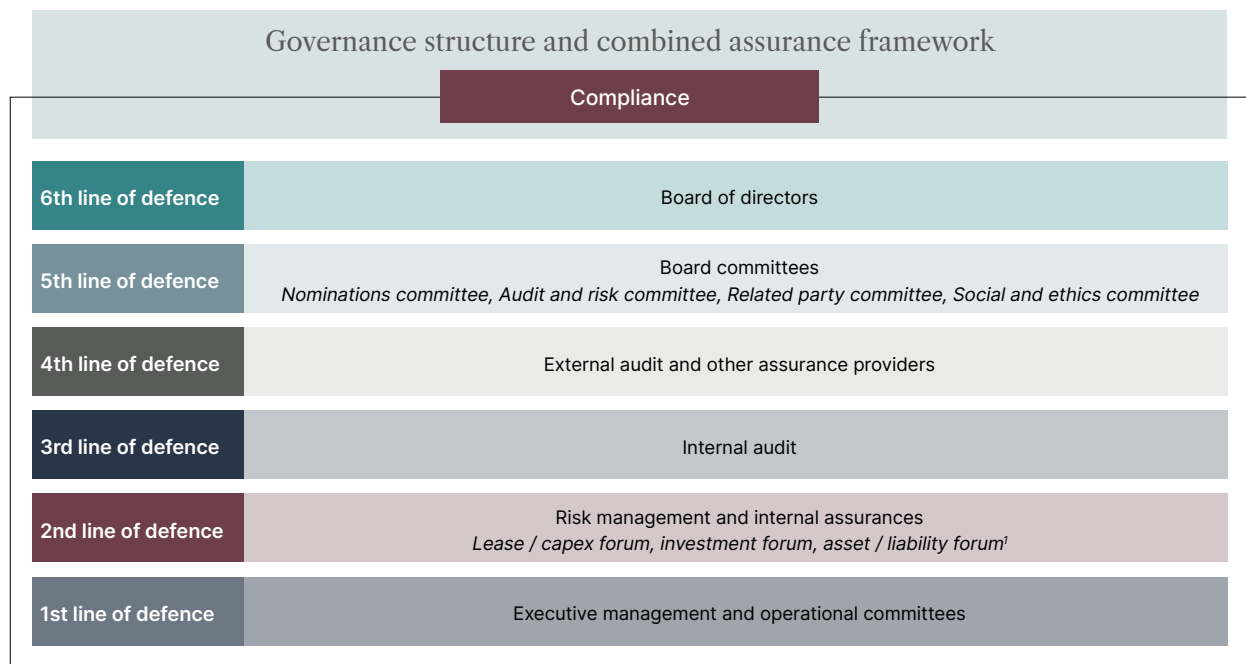 Governance structure and combined assurance framework
Compliance
6th line of defence
Board of directors
5th line of defence
Board committees
Nominations committee, Audit and risk committee, Related party committee, Social and ethics committee
4th line of defence
External audit and other assurance providers
3rd line of defence
Internal audit
2nd line of defence
Risk management and internal assurances
Lease / capex forum, investment forum, asset / liability forum¹
1st line of defence
Executive management and operational committees